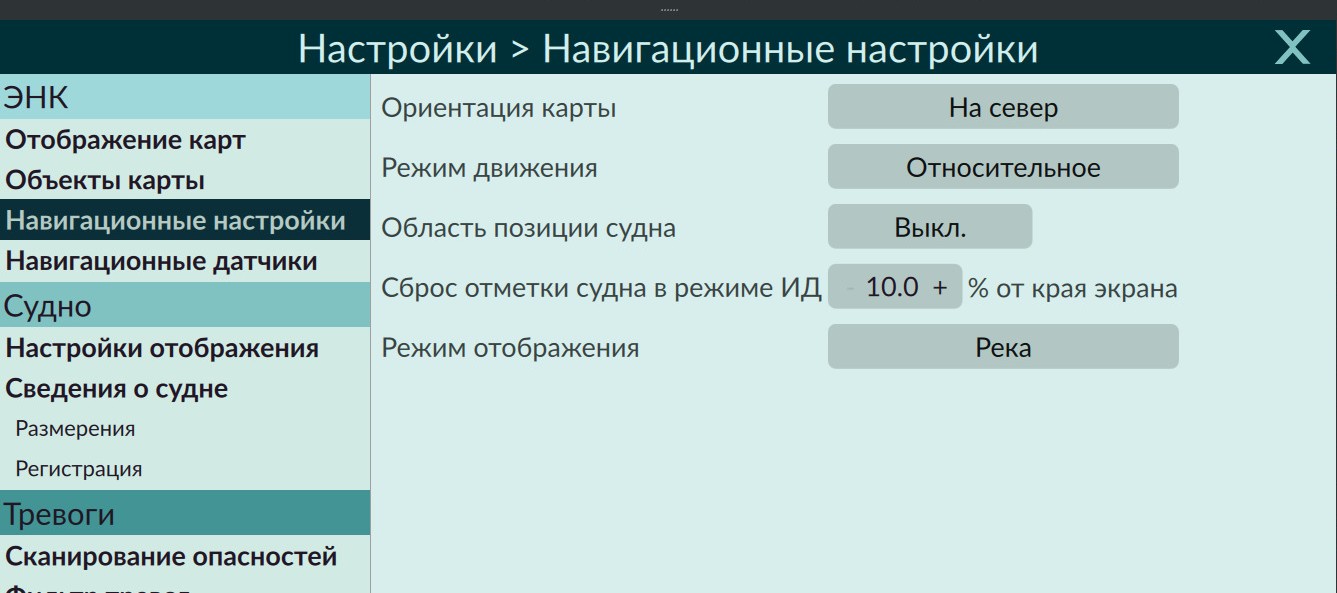 Настройки > Навигационные настройки X
ЭНК
Отображение карт
Объекты карты
Навигационные настройки
Навигационные датчики
Судно
Настройки отображения
Сведения о судне
Размерения
Регистрация
Тревоги
Сканирование опасностей
Ориентация карты На север
Режим движения Относительное
Область позиции судна Выкл.
Сброс отметки судна в режиме ИД - 10.0 + % от края экрана
Режим отображения Река